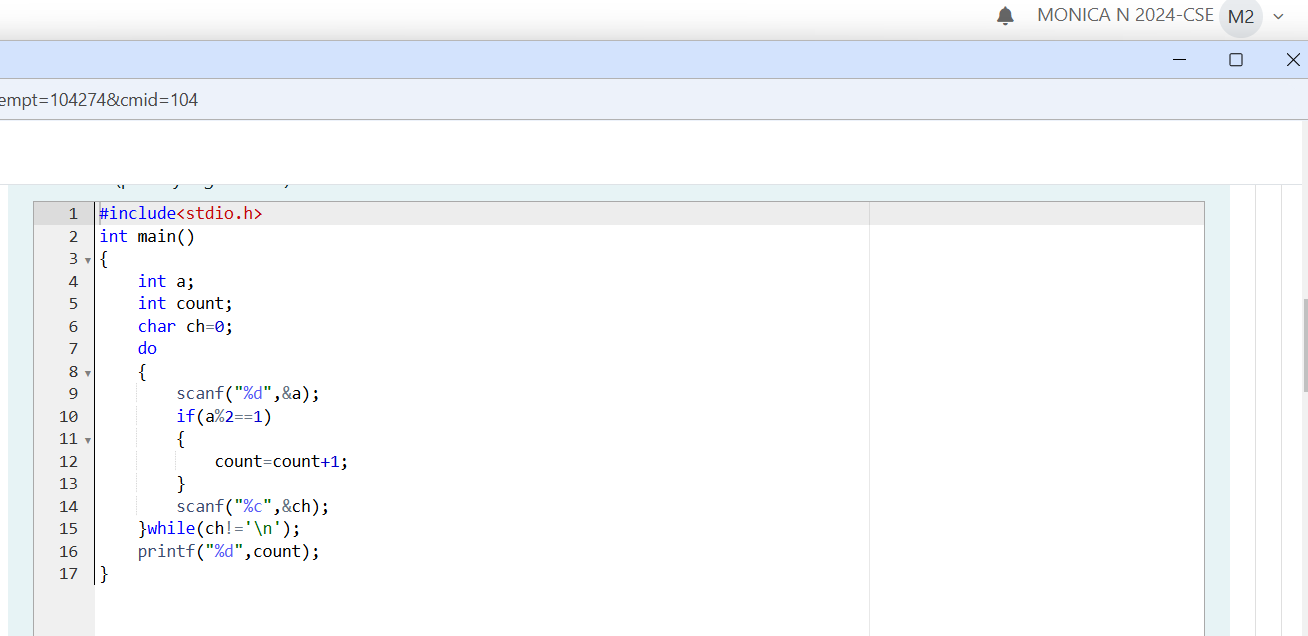 MONICA N 2024-CSE M2
empt=104274&cmid=104
1 #include<stdio.h>
2 int main()
3 {
4     int a;
5     int count;
6     char ch=0;
7     do
8     {
9         scanf("%d",&a);
10         if(a%2==1)
11         {
12             count=count+1;
13         }
14         scanf("%c",&ch);
15     }while(ch!='\n');
16     printf("%d",count);
17 }